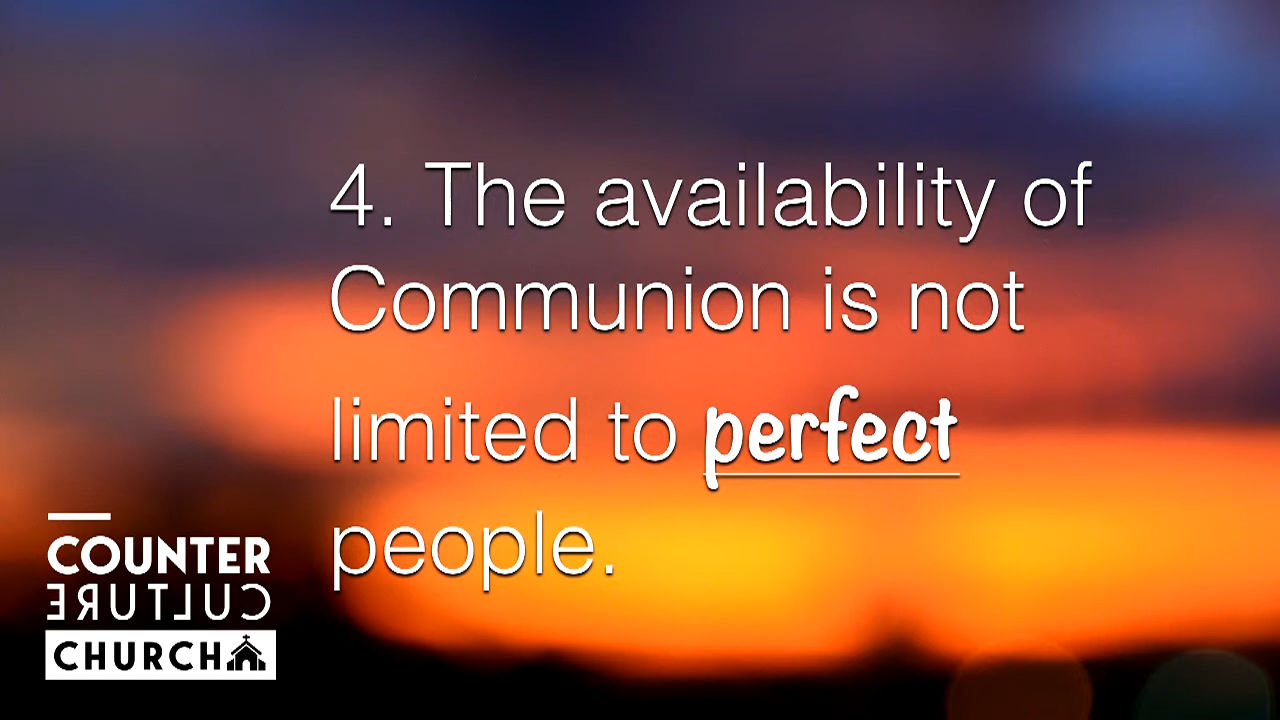 4. The availability of
Communion is not
limited to perfect
people.
COUNTER
CULTURE
CHURCH